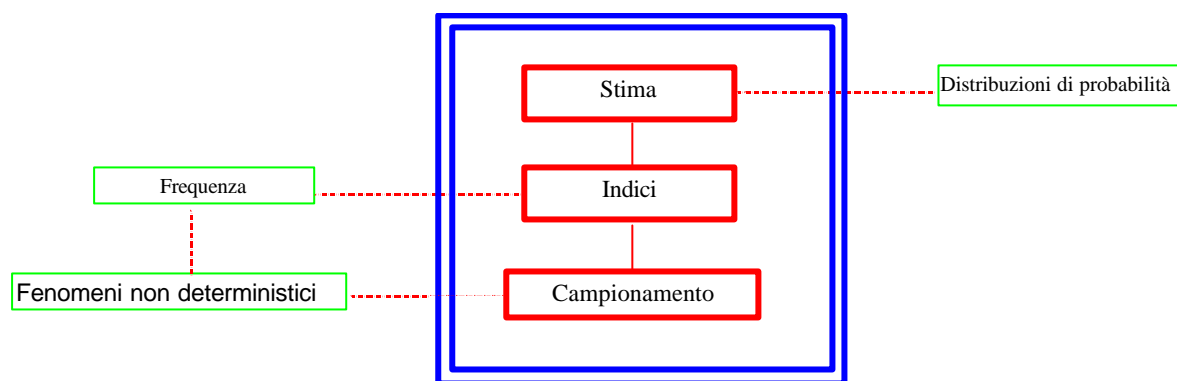 Stima
Distribuzioni di probabilità
Frequenza
Indici
Fenomeni non deterministici
Campionamento